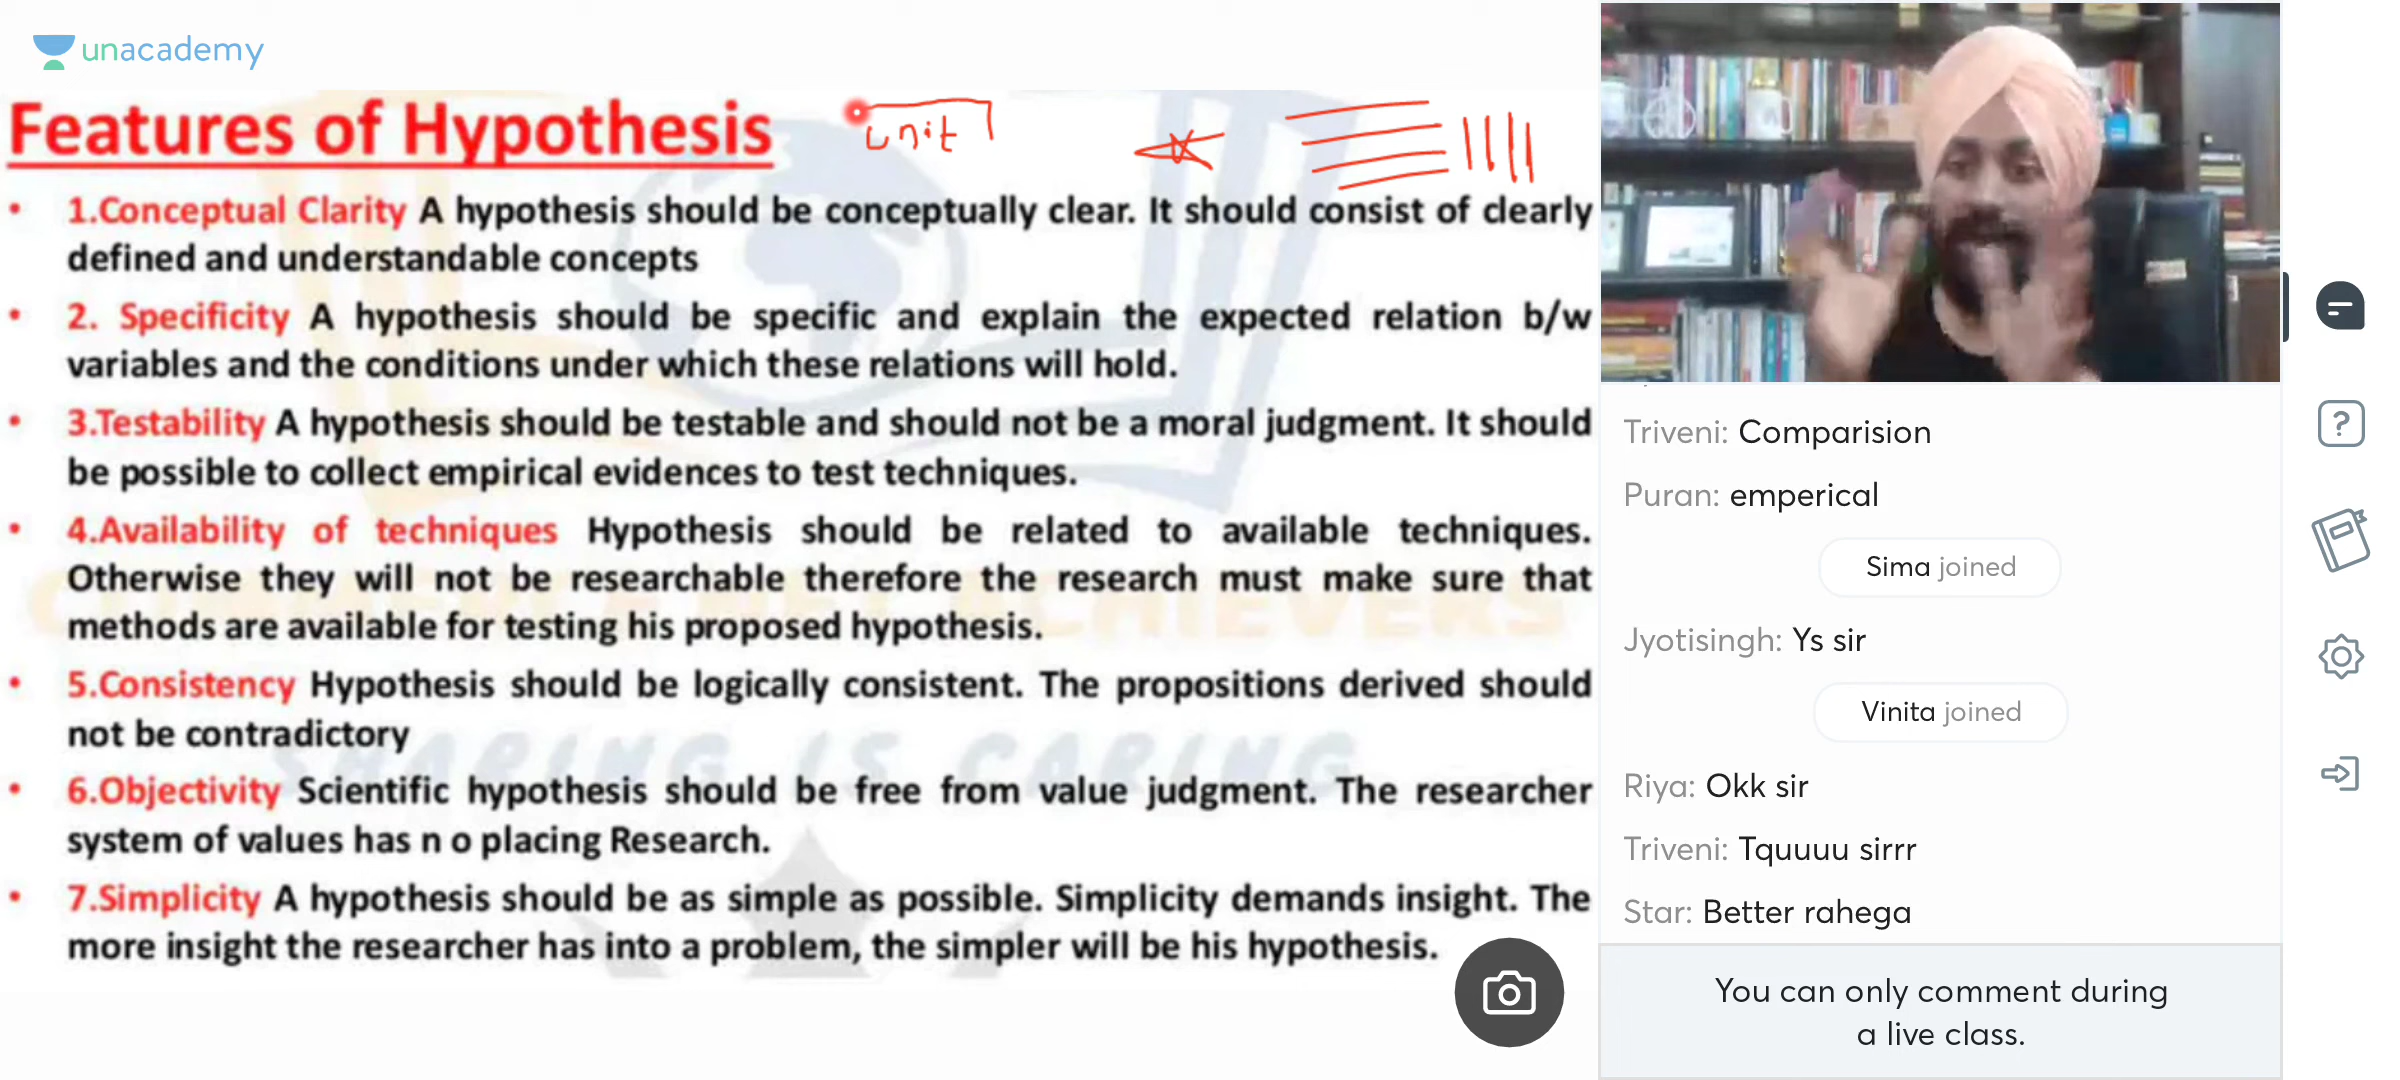 unacademy
Features of Hypothesis
unit
• 1.Conceptual Clarity A hypothesis should be conceptually clear. It should consist of clearly
defined and understandable concepts
• 2. Specificity A hypothesis should be specific and explain the expected relation b/w
variables and the conditions under which these relations will hold.
• 3.Testability A hypothesis should be testable and should not be a moral judgment. It should
be possible to collect empirical evidences to test techniques.
• 4.Availability of techniques Hypothesis should be related to available techniques.
Otherwise they will not be researchable therefore the research must make sure that
methods are available for testing his proposed hypothesis.
• 5.Consistency Hypothesis should be logically consistent. The propositions derived should
not be contradictory
• 6.Objectivity Scientific hypothesis should be free from value judgment. The researcher
system of values has n o placing Research.
• 7.Simplicity A hypothesis should be as simple as possible. Simplicity demands insight. The
more insight the researcher has into a problem, the simpler will be his hypothesis.
ACHIEVERS
SHARING IS CARING
Triveni: Comparision
Puran: emperical
Sima joined
Jyotisingh: Ys sir
Vinita joined
Riya: Okk sir
Triveni: Tquuuu sirrr
Star: Better rahega
You can only comment during
a live class.